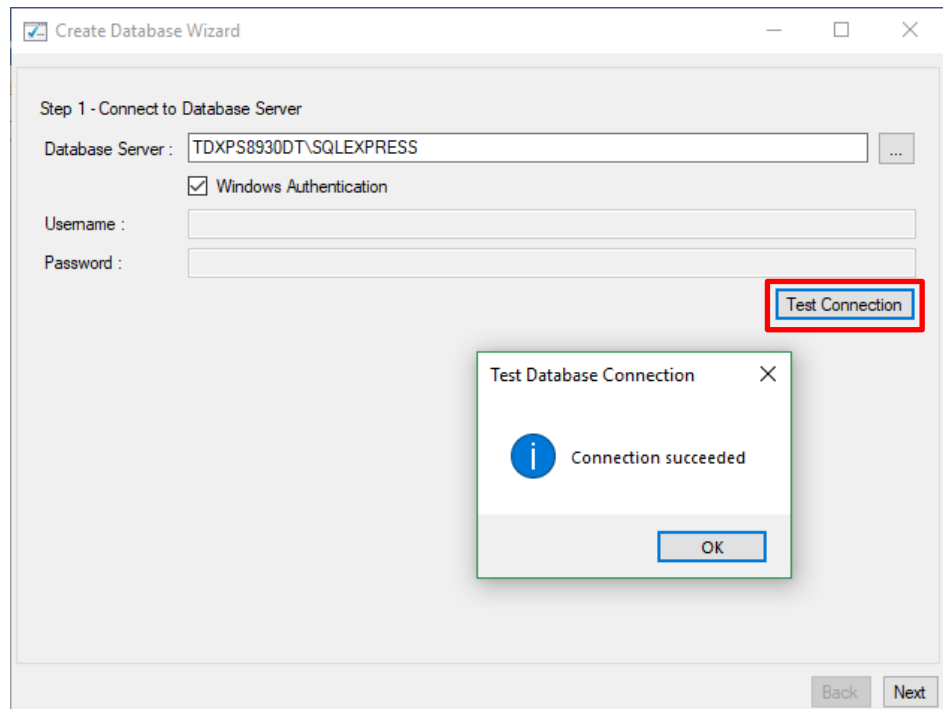 Create Database Wizard
Step 1 - Connect to Database Server
Database Server : TDXPS8930DT\SQLEXPRESS ...
Windows Authentication
Username :
Password :
Test Connection
Test Database Connection
i Connection succeeded
OK
Back Next